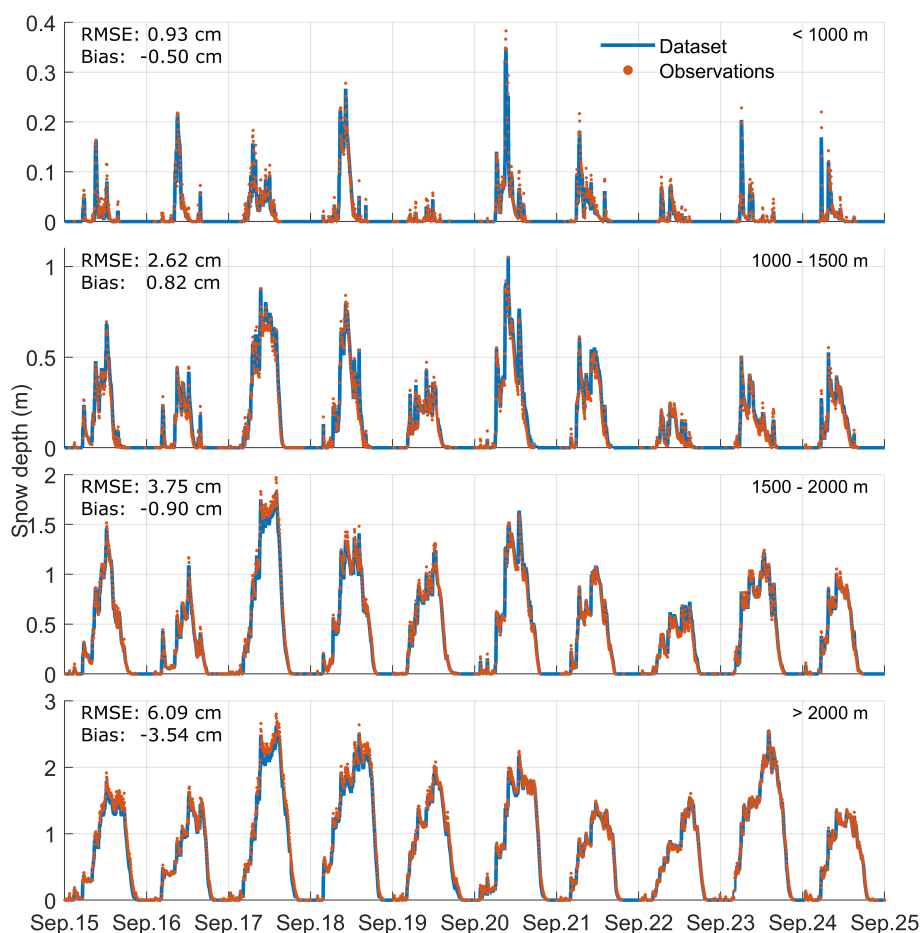 0.4
RMSE: 0.93 cm
Bias: -0.50 cm
< 1000 m
Dataset
Observations
0.3
0.2
0.1
0
RMSE: 2.62 cm
Bias: 0.82 cm
1000 - 1500 m
1
0.5
0
Snow depth (m)
2
RMSE: 3.75 cm
Bias: -0.90 cm
1500 - 2000 m
1.5
1
0.5
0
3
RMSE: 6.09 cm
Bias: -3.54 cm
> 2000 m
2
1
0
Sep.15 Sep.16 Sep.17 Sep.18 Sep.19 Sep.20 Sep.21 Sep.22 Sep.23 Sep.24 Sep.25